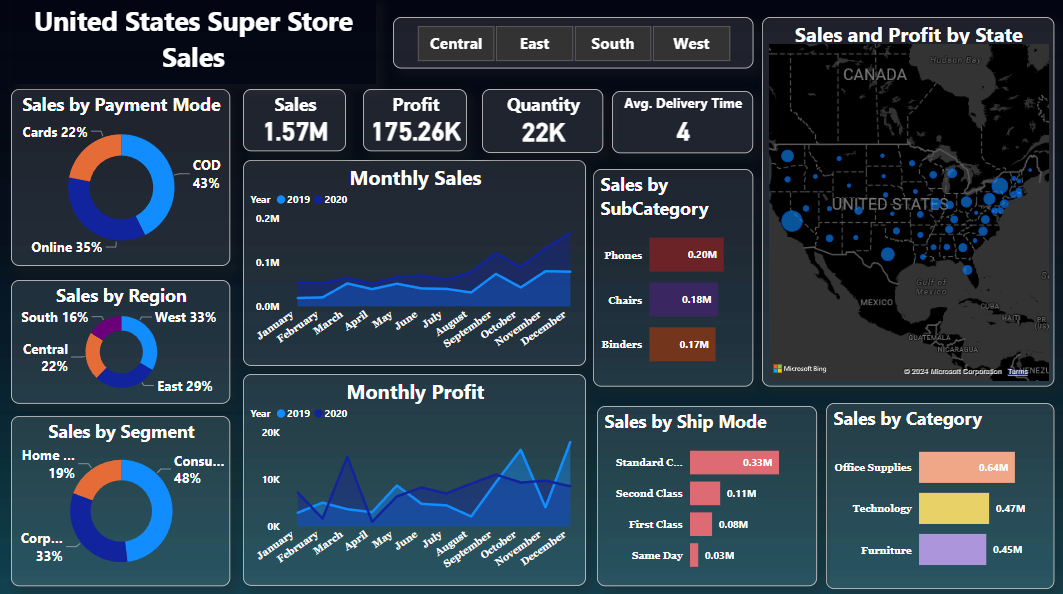 United States Super Store
Sales
Central
East
South
West
Sales and Profit by State
Sales by Payment Mode
Cards 22%
COD
43%
Online 35%
Sales
1.57M
Profit
175.26K
Quantity
22K
Avg. Delivery Time
4
Monthly Sales
Year 2019 2020
0.2M
0.1M
0.0M
January
February
March
April
May
June
July
August
September
October
November
December
Sales by
SubCategory
Phones
0.20M
Chairs
0.18M
Binders
0.17M
Hudson Bay
CANADA
UNITED STATES
MEXICO
Gulf of
Mexico
CUBA
HAITI
PR
(US)
GUATEMALA
NICARAGUA
VENEZU
Microsoft Bing
© 2024 Microsoft Corporation Terms
Sales by Region
South 16%
West 33%
Central
22%
East 29%
Monthly Profit
Year 2019 2020
20K
10K
0K
January
February
March
April
May
June
July
August
September
October
November
December
Sales by Segment
Home ...
19%
Consu...
48%
Corp...
33%
Sales by Ship Mode
Standard C...
0.33M
Second Class
0.11M
First Class
0.08M
Same Day
0.03M
Sales by Category
Office Supplies
0.64M
Technology
0.47M
Furniture
0.45M